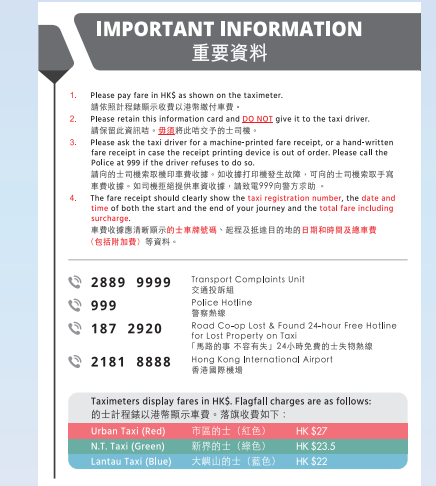 IMPORTANT INFORMATION
重要資料
1. Please pay fare in HK$ as shown on the taximeter.
請依照計程錶顯示收費以港幣繳付車費。
2. Please retain this information card and DO NOT give it to the taxi driver.
請保留此資訊咭。毋須將此咭交予的士司機。
3. Please ask the taxi driver for a machine-printed fare receipt, or a hand-written
fare receipt in case the receipt printing device is out of order. Please call the
Police at 999 if the driver refuses to do so.
請向的士司機索取機印車費收據。如收據打印機發生故障，可向的士司機索取手寫
車費收據。如司機拒絕提供車資收據，請致電999向警方求助 。
4. The fare receipt should clearly show the taxi registration number, the date and
time of both the start and the end of your journey and the total fare including
surcharge.
車費收據應清晰顯示的士車牌號碼、起程及抵達目的地的日期和時間及總車費
（包括附加費）等資料。
2889 9999 Transport Complaints Unit
交通投訴組
999 Police Hotline
警察熱線
187 2920 Road Co-op Lost & Found 24-hour Free Hotline
for Lost Property on Taxi
「馬路的事 不容有失」24小時免費的士失物熱線
2181 8888 Hong Kong International Airport
香港國際機場
Taximeters display fares in HK$. Flagfall charges are as follows:
的士計程錶以港幣顯示車費。落旗收費如下：
Urban Taxi (Red) 市區的士（紅色） HK $27
N.T. Taxi (Green) 新界的士（綠色） HK $23.5
Lantau Taxi (Blue) 大嶼山的士（藍色） HK $22